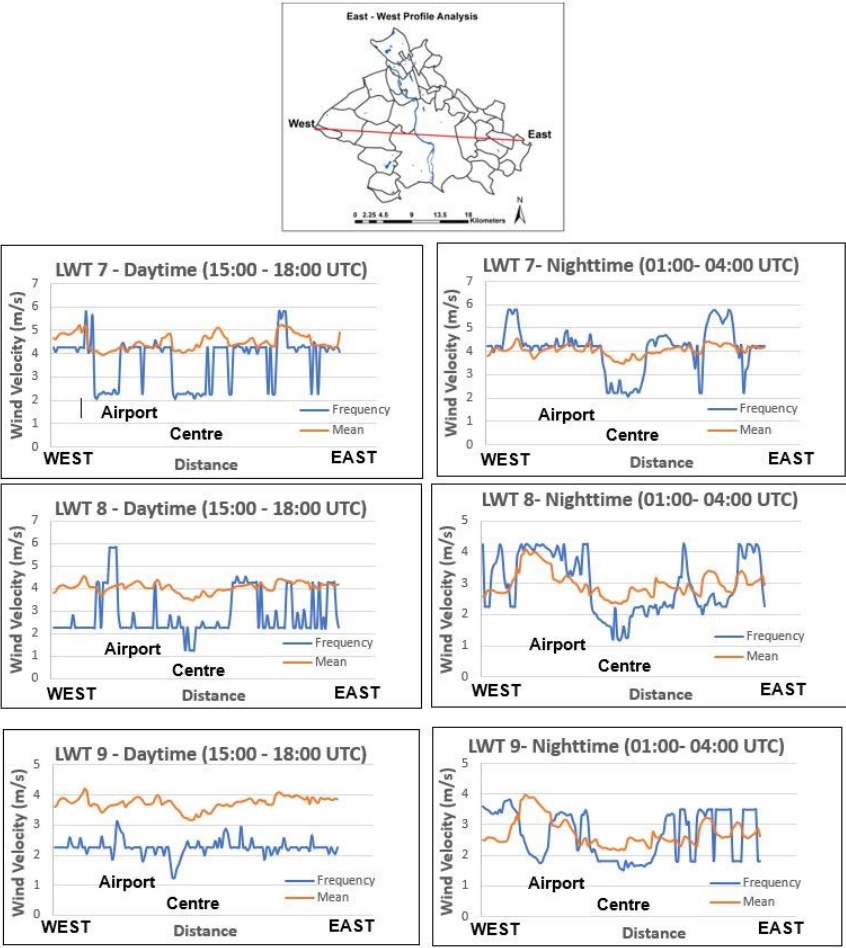 East - West Profile Analysis
West
East
N
0 2.25 4.5 9 13.5 18
Kilometers
LWT 7 - Daytime (15:00 - 18:00 UTC)
Wind Velocity (m/s)
7
6
5
4
3
2
1
0
Airport
Centre
Frequency
Mean
WEST
Distance
EAST
LWT 7- Nighttime (01:00- 04:00 UTC)
Wind Velocity (m/s)
7
6
5
4
3
2
1
0
Airport
Centre
Frequency
Mean
WEST
Distance
EAST
LWT 8 - Daytime (15:00 - 18:00 UTC)
Wind Velocity (m/s)
7
6
5
4
3
2
1
0
Airport
Centre
Frequency
Mean
WEST
Distance
EAST
LWT 8- Nighttime (01:00- 04:00 UTC)
Wind Velocity (m/s)
5
4
3
2
1
0
Airport
Centre
Frequency
Mean
WEST
Distance
EAST
LWT 9 - Daytime (15:00 - 18:00 UTC)
Wind Velocity (m/s)
5
4
3
2
1
0
Airport
Centre
Frequency
Mean
WEST
Distance
EAST
LWT 9- Nighttime (01:00- 04:00 UTC)
Wind Velocity (m/s)
5
4
3
2
1
0
Airport
Centre
Frequency
Mean
WEST
Distance
EAST